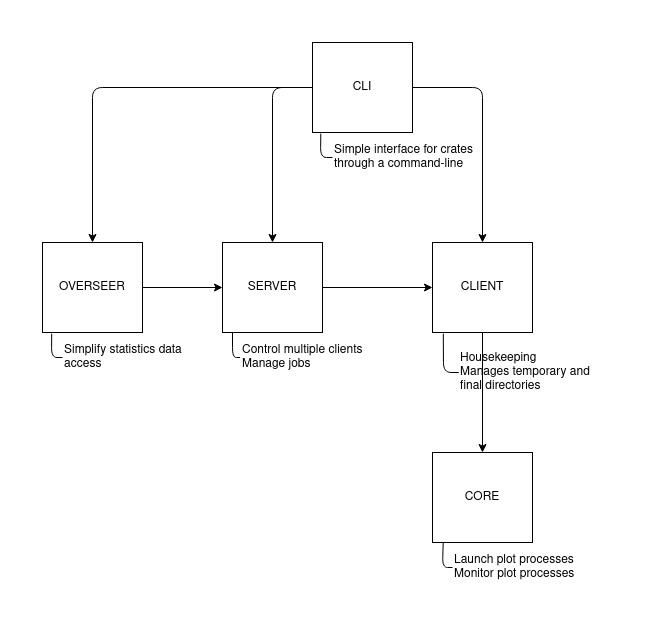 CLI
Simple interface for crates
through a command-line
OVERSEER
SERVER
CLIENT
Simplify statistics data
access
Control multiple clients
Manage jobs
Housekeeping
Manages temporary and
final directories
CORE
Launch plot processes
Monitor plot processes